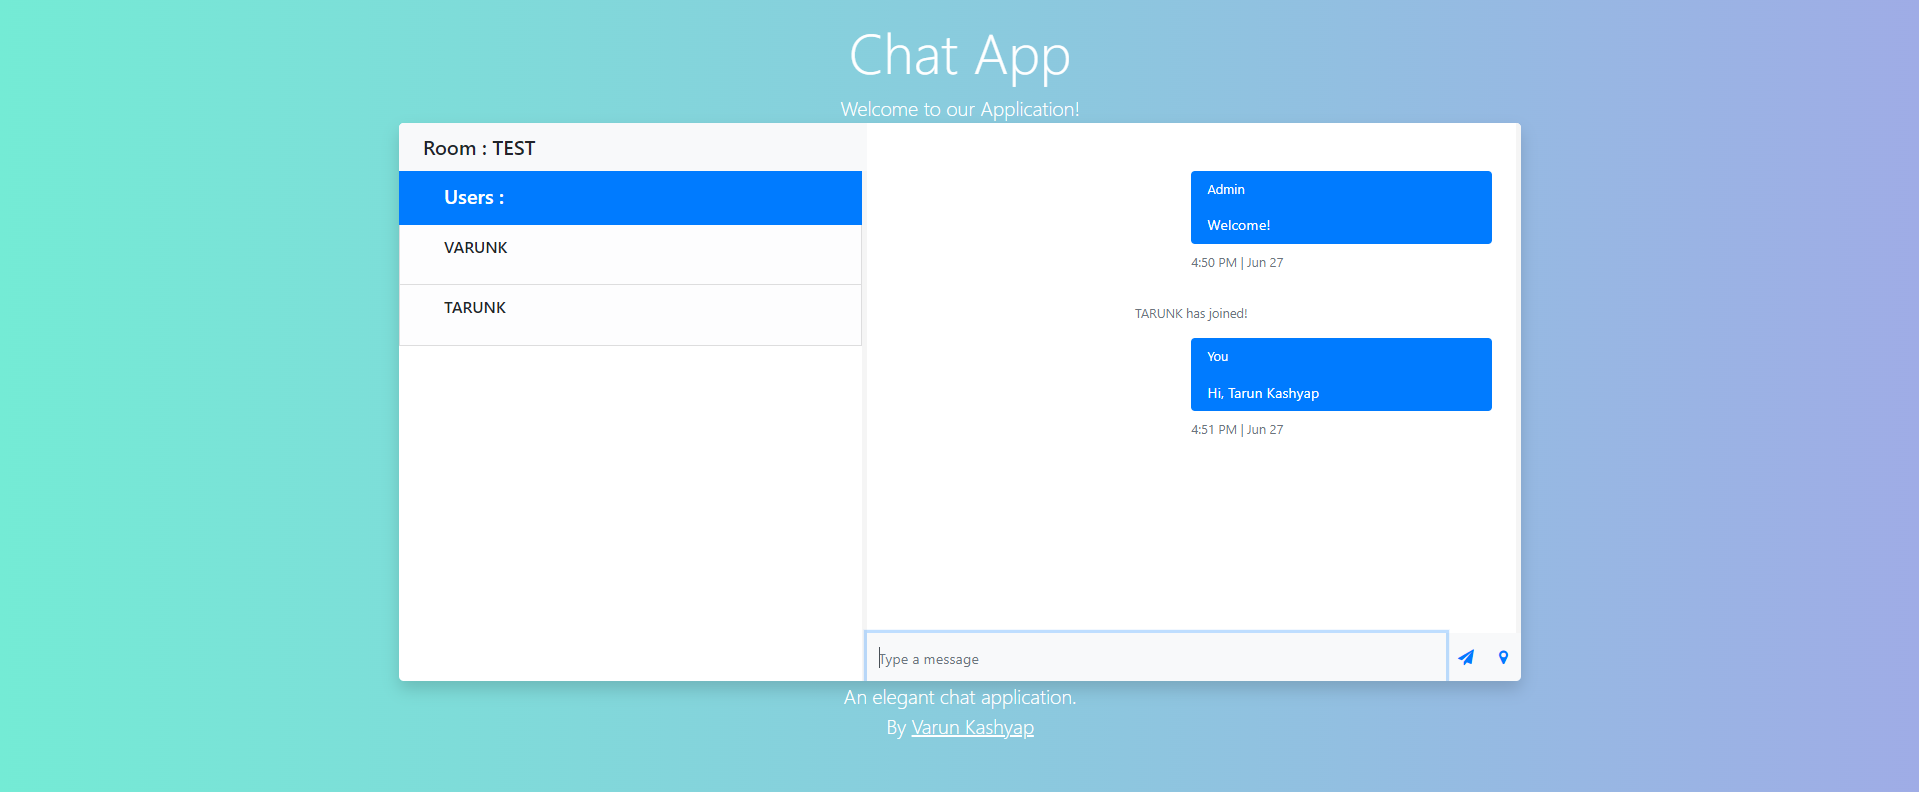 Chat App
Welcome to our Application!
Room : TEST
Users :
VARUNK
TARUNK
Admin
Welcome!
4:50 PM | Jun 27
TARUNK has joined!
You
Hi, Tarun Kashyap
4:51 PM | Jun 27
Type a message
An elegant chat application.
By Varun Kashyap